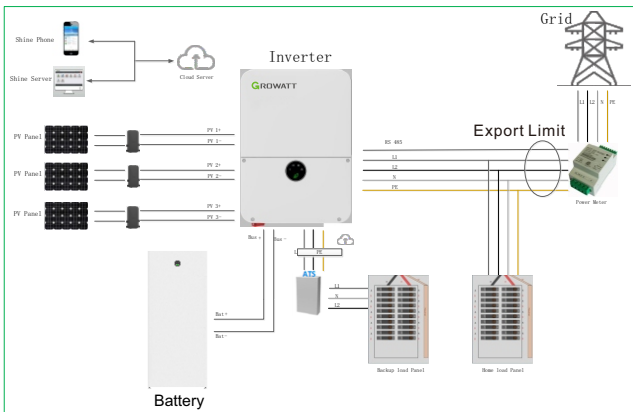 Grid
Shine Phone
Inverter
Cloud Server
Shine Server
GROWATT
L1
L2
N
PE
PV Panel
PV 1+
PV 1-
RS 485
Export Limit
L1
L2
N
PE
Power Meter
PV Panel
PV 2+
PV 2-
PV Panel
PV 3+
PV 3-
Bus+
Bus-
L
PE
ATS
L1
N
L2
Bat+
Bat-
Backup load Panel
Home load Panel
Battery